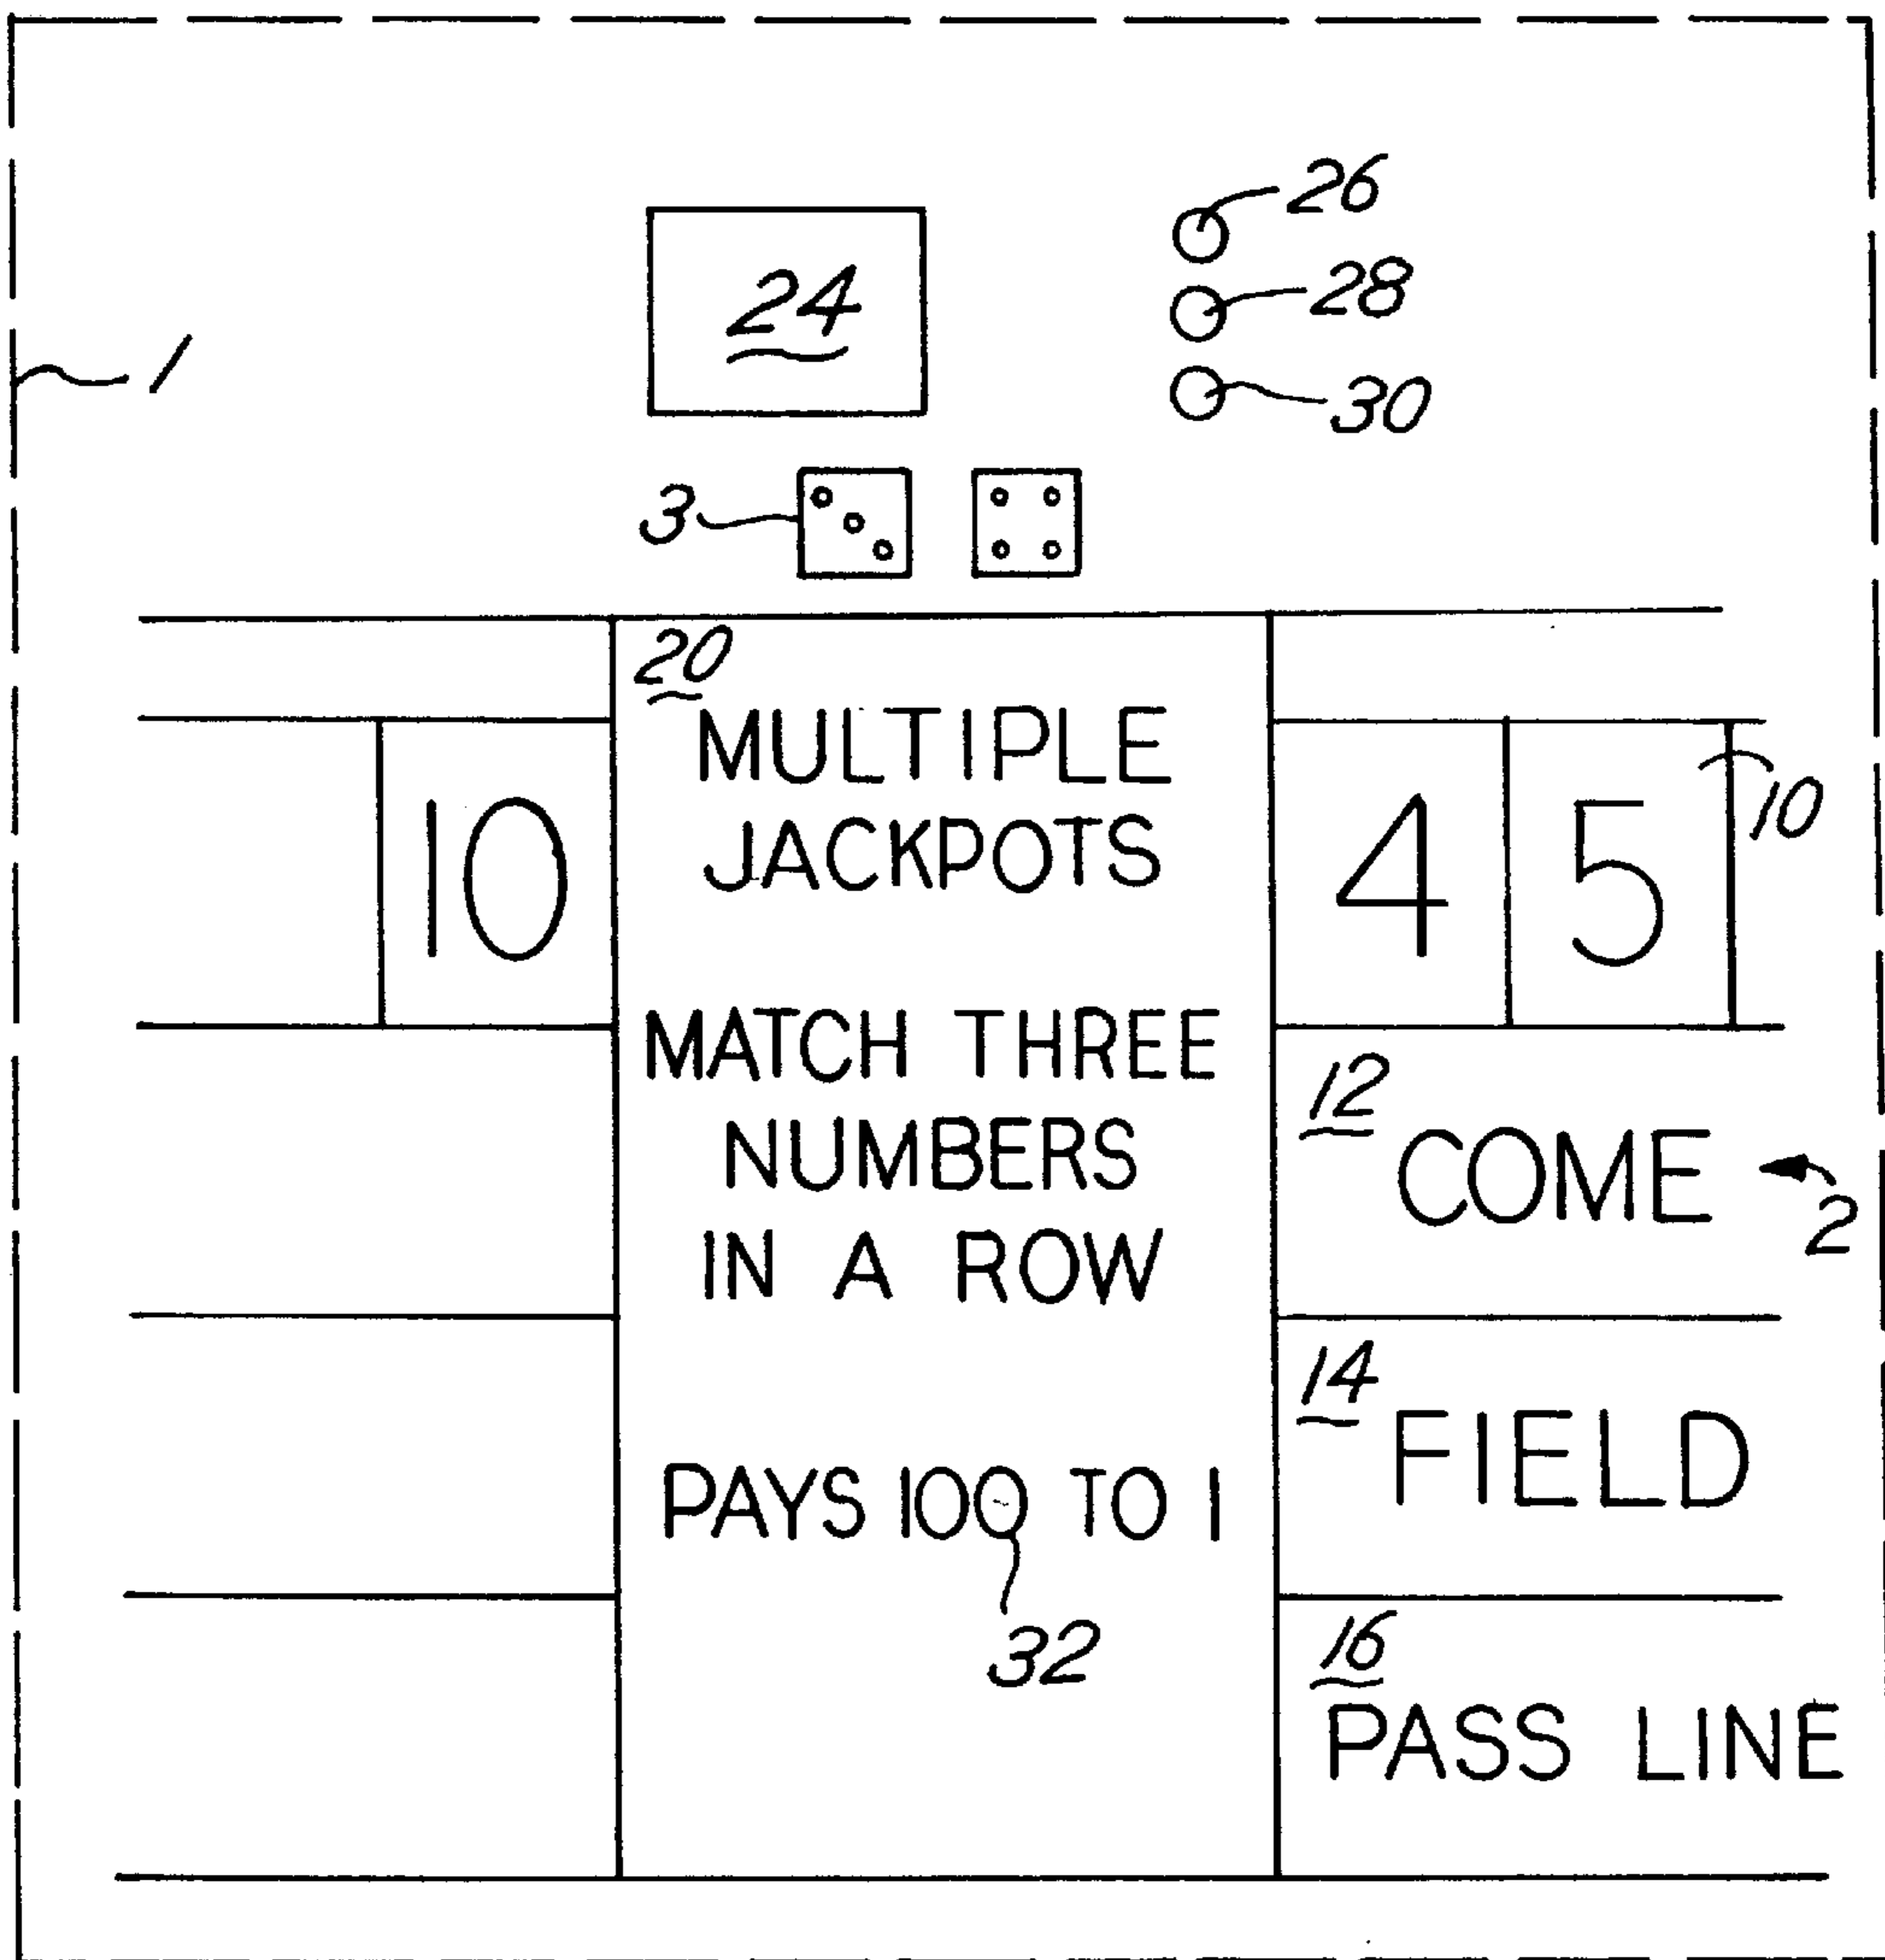 26
24
28
1
30
3
20
MULTIPLE
JACKPOTS
10
4 5
10
MATCH THREE
NUMBERS
IN A ROW
12
COME
2
14
FIELD
PAYS 100 TO 1
32
16
PASS LINE